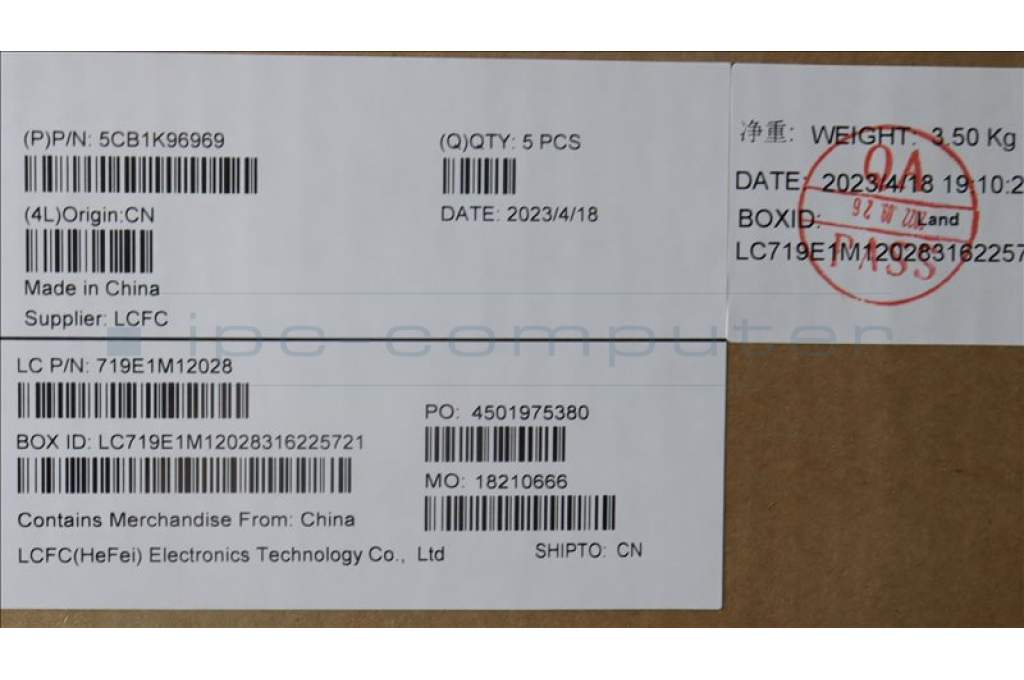 (P)P/N: 5CB1K96969
(Q)QTY: 5 PCS
(4L)Origin:CN
DATE: 2023/4/18
Made in China
Supplier: LCFC
净重: WEIGHT: 3.50 Kg
DATE: 2023/4/18 19:10:2
BOXID: Land
LC719E1M120283162257
QA
PASS
ipc computer
LC P/N: 719E1M12028
PO: 4501975380
BOX ID: LC719E1M12028316225721
MO: 18210666
Contains Merchandise From: China
LCFC(HeFei) Electronics Technology Co., Ltd
SHIPTO: CN